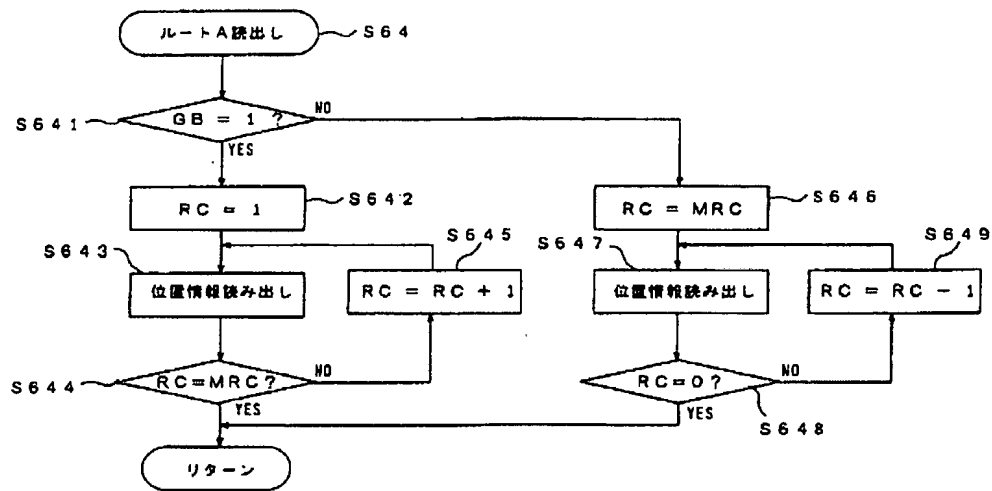 ルートA読出し
S64
S641
GB = 1 ?
NO
YES
RC = 1
S642
RC = MRC
S646
S643
S645
S647
S649
位置情報読み出し
RC = RC + 1
位置情報読み出し
RC = RC - 1
S644
RC=MRC?
NO
YES
RC=0?
NO
YES
S648
リターン